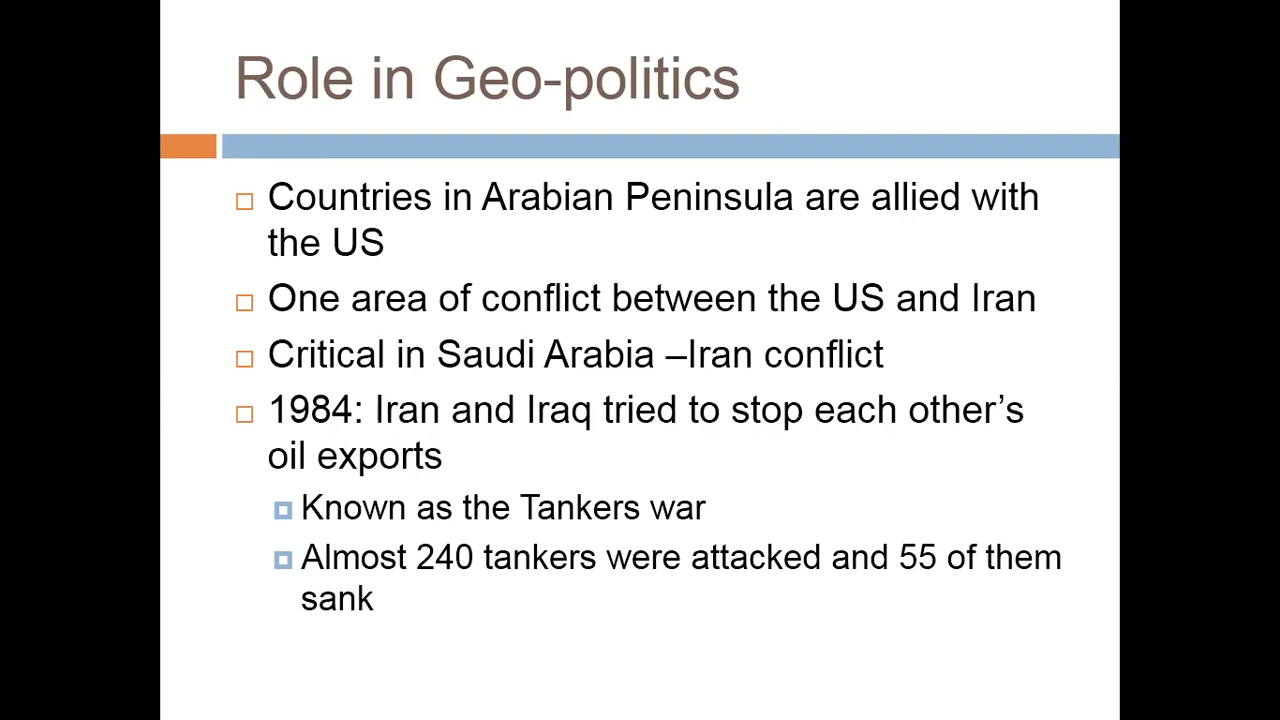 Role in Geo-politics
Countries in Arabian Peninsula are allied with
the US
One area of conflict between the US and Iran
Critical in Saudi Arabia –Iran conflict
1984: Iran and Iraq tried to stop each other’s
oil exports
Known as the Tankers war
Almost 240 tankers were attacked and 55 of them
sank